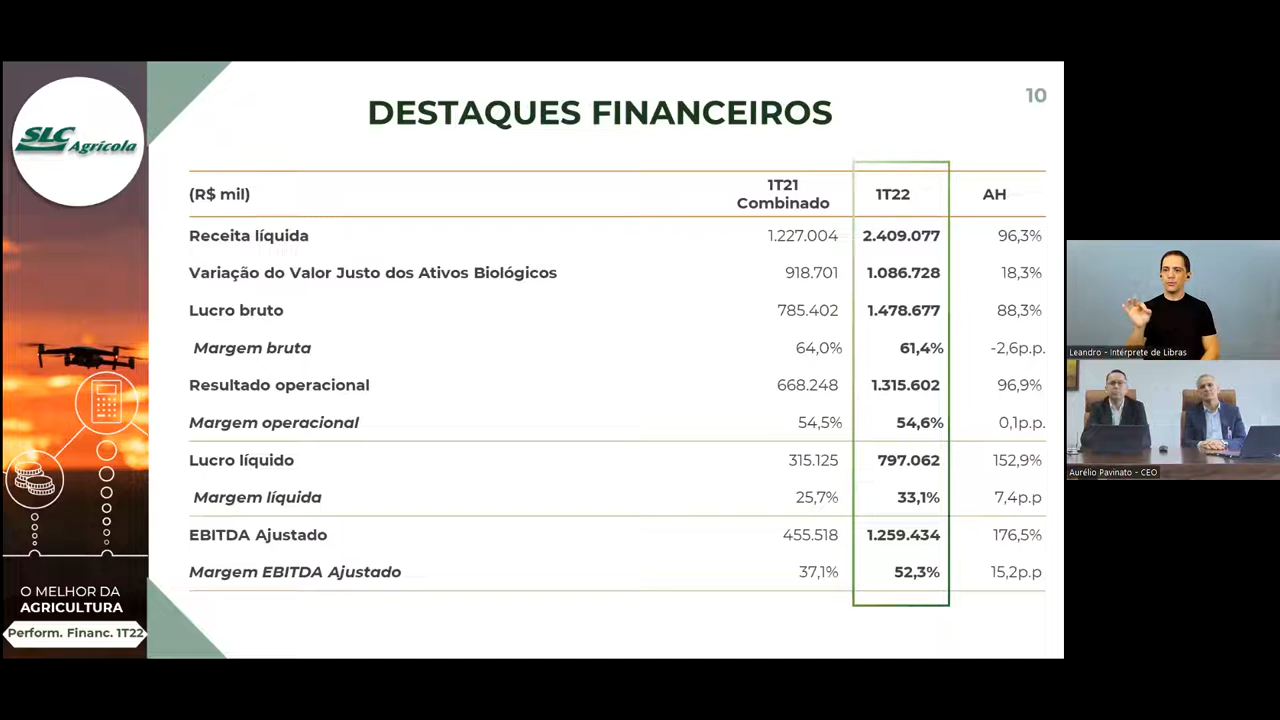 DESTAQUES FINANCEIROS
10
SLC
Agrícola
(R$ mil) 1T21 Combinado 1T22 AH
Receita líquida 1.227.004 2.409.077 96,3%
Variação do Valor Justo dos Ativos Biológicos 918.701 1.086.728 18,3%
Lucro bruto 785.402 1.478.677 88,3%
Margem bruta 64,0% 61,4% -2,6p.p.
Resultado operacional 668.248 1.315.602 96,9%
Margem operacional 54,5% 54,6% 0,1p.p.
Lucro líquido 315.125 797.062 152,9%
Margem líquida 25,7% 33,1% 7,4p.p
EBITDA Ajustado 455.518 1.259.434 176,5%
Margem EBITDA Ajustado 37,1% 52,3% 15,2p.p
O MELHOR DA
AGRICULTURA
Perform. Financ. 1T22
Leandro - Intérprete de Libras
Aurélio Pavinato - CEO